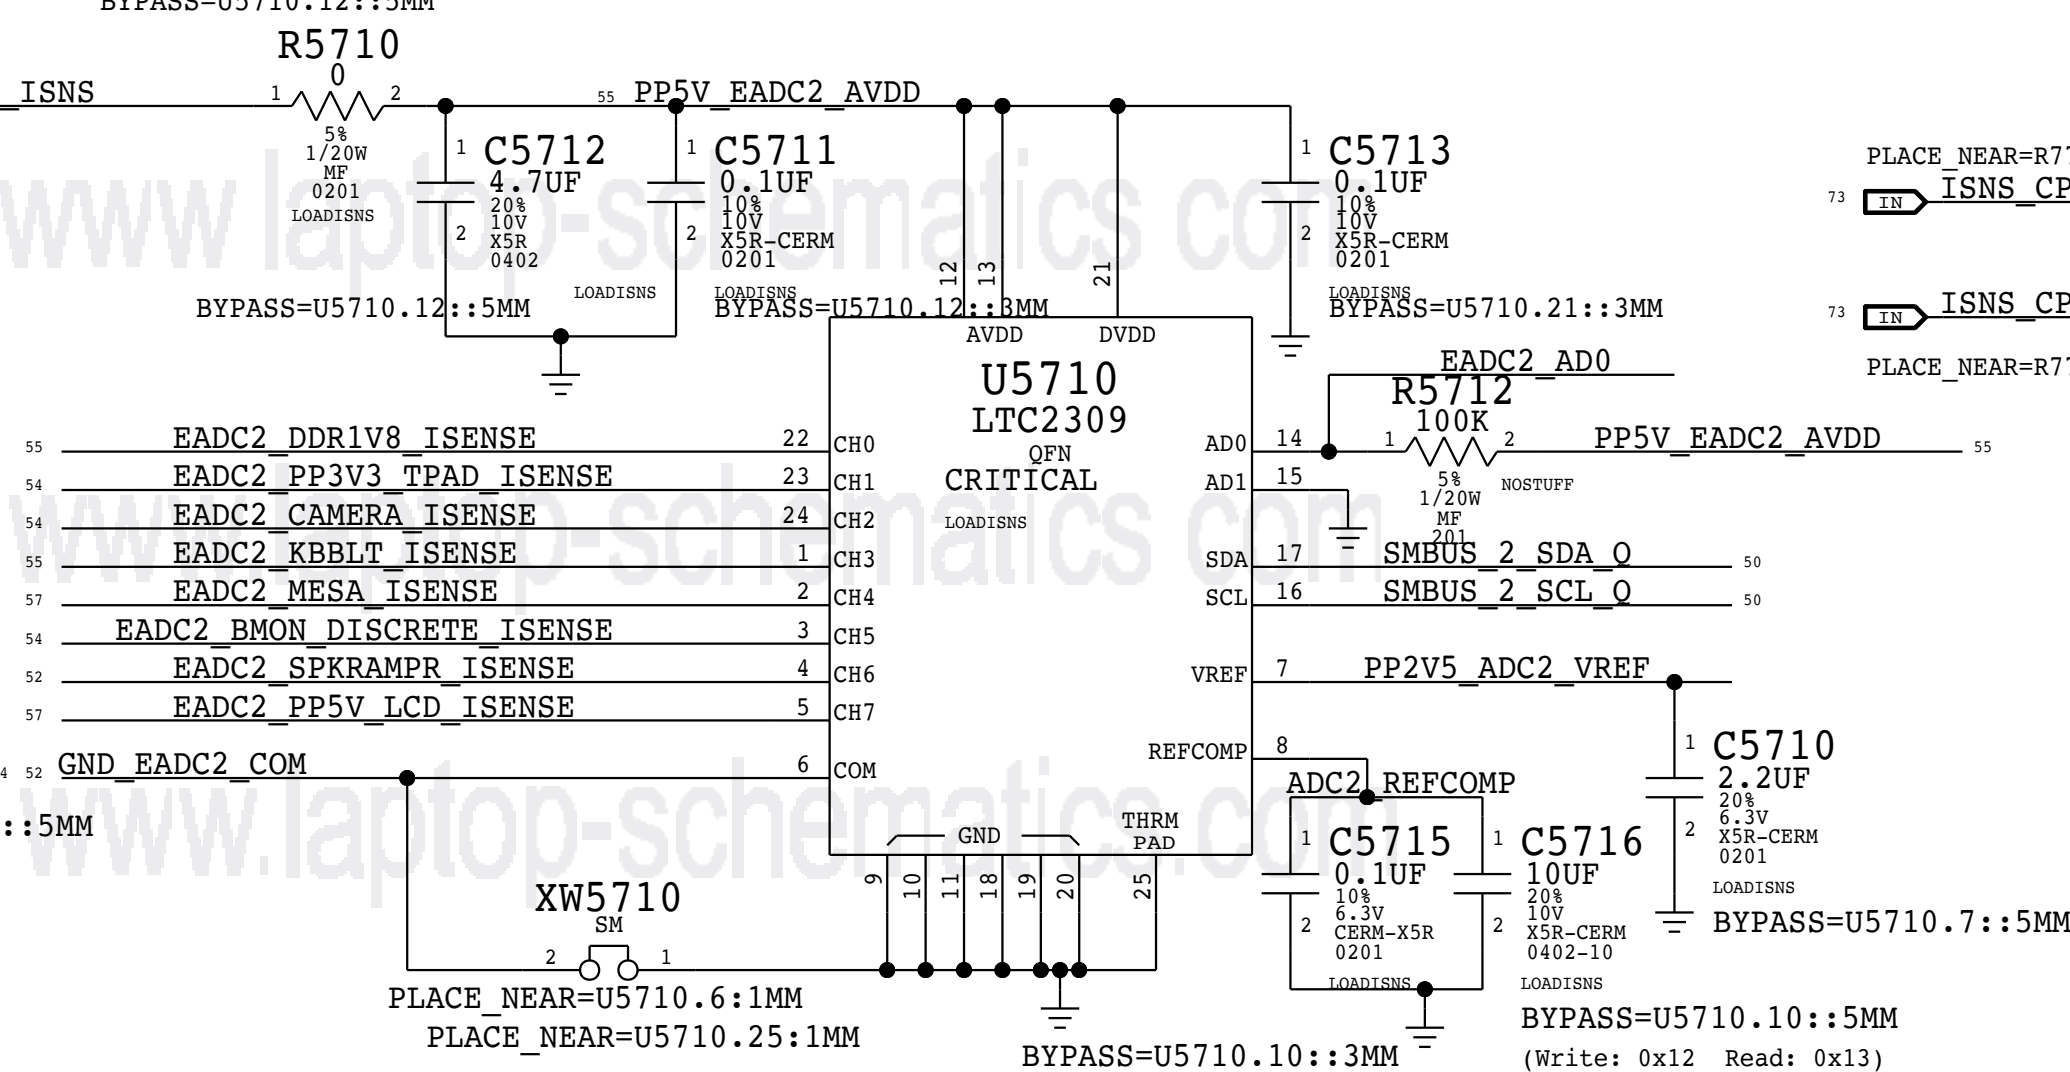 BYPASS=U5710.12::5MM
R5710
0
_ISNS
1
2
55
PP5V_EADC2_AVDD
5%
1/20W
MF
0201
LOADISNS
1
C5712
4.7UF
20%
10V
X5R
0402
2
LOADISNS
BYPASS=U5710.12::5MM
1
C5711
0.1UF
10%
10V
X5R-CERM
0201
2
LOADISNS
BYPASS=U5710.12::3MM
12
13
21
1
C5713
0.1UF
10%
10V
X5R-CERM
0201
2
LOADISNS
BYPASS=U5710.21::3MM
PLACE_NEAR=R77
73
IN
ISNS_CP
73
IN
ISNS_CP
PLACE_NEAR=R77
AVDD
DVDD
U5710
LTC2309
QFN
CRITICAL
LOADISNS
EADC2_AD0
R5712
100K
55 EADC2_DDR1V8_ISENSE 22 CH0
AD0 14
1
2
PP5V_EADC2_AVDD
55
5%
1/20W
MF
201
NOSTUFF
54 EADC2_PP3V3_TPAD_ISENSE 23 CH1
AD1 15
54 EADC2_CAMERA_ISENSE 24 CH2
55 EADC2_KBBLT_ISENSE 1 CH3
SDA 17 SMBUS_2_SDA_Q 50
57 EADC2_MESA_ISENSE 2 CH4
SCL 16 SMBUS_2_SCL_Q 50
54 EADC2_BMON_DISCRETE_ISENSE 3 CH5
52 EADC2_SPKRAMPR_ISENSE 4 CH6
VREF 7 PP2V5_ADC2_VREF
57 EADC2_PP5V_LCD_ISENSE 5 CH7
4 52 GND_EADC2_COM 6 COM
REFCOMP 8
ADC2_REFCOMP
1
C5710
2.2UF
20%
6.3V
X5R-CERM
0201
2
LOADISNS
BYPASS=U5710.7::5MM
::5MM
GND
THRM
PAD
9
10
11
18
19
20
25
1
C5715
0.1UF
10%
6.3V
CERM-X5R
0201
2
LOADISNS
1
C5716
10UF
20%
10V
X5R-CERM
0402-10
2
LOADISNS
XW5710
SM
2
1
PLACE_NEAR=U5710.6:1MM
PLACE_NEAR=U5710.25:1MM
BYPASS=U5710.10::3MM
BYPASS=U5710.10::5MM
(Write: 0x12 Read: 0x13)
www laptop-schematics com
www laptop-schematics com
www.laptop-schematics.com